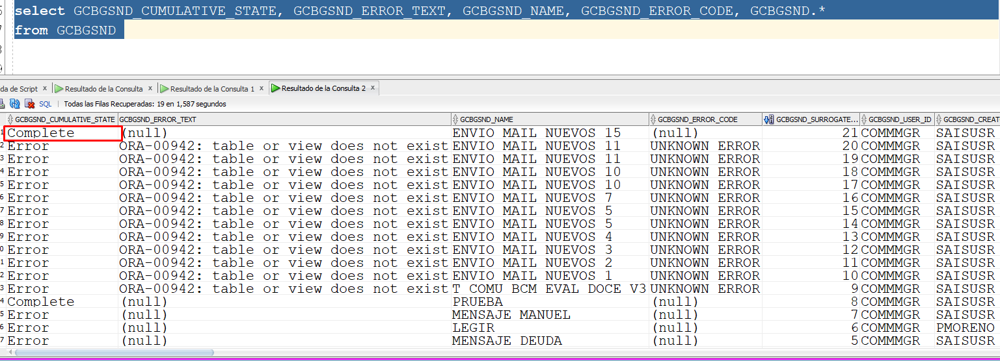 select GCBGSND_CUMULATIVE_STATE, GCBGSND_ERROR_TEXT, GCBGSND_NAME, GCBGSND_ERROR_CODE, GCBGSND.*
from GCBGSND
da de Script x Resultado de la Consulta x Resultado de la Consulta 1 x Resultado de la Consulta 2 x
SQL | Todas las Filas Recuperadas: 19 en 1,587 segundos
GCBGSND_CUMULATIVE_STATE GCBGSND_ERROR_TEXT GCBGSND_NAME GCBGSND_ERROR_CODE GCBGSND_SURROGATE... GCBGSND_USER_ID GCBGSND_CREAT
1 Complete (null) ENVIO MAIL NUEVOS 15 (null) 21 COMMMGR SAISUSR
2 Error ORA-00942: table or view does not exist ENVIO MAIL NUEVOS 11 UNKNOWN ERROR 20 COMMMGR SAISUSR
3 Error ORA-00942: table or view does not exist ENVIO MAIL NUEVOS 11 UNKNOWN ERROR 19 COMMMGR SAISUSR
4 Error ORA-00942: table or view does not exist ENVIO MAIL NUEVOS 10 UNKNOWN ERROR 18 COMMMGR SAISUSR
5 Error ORA-00942: table or view does not exist ENVIO MAIL NUEVOS 10 UNKNOWN ERROR 17 COMMMGR SAISUSR
6 Error ORA-00942: table or view does not exist ENVIO MAIL NUEVOS 7 UNKNOWN ERROR 16 COMMMGR SAISUSR
7 Error ORA-00942: table or view does not exist ENVIO MAIL NUEVOS 5 UNKNOWN ERROR 15 COMMMGR SAISUSR
8 Error ORA-00942: table or view does not exist ENVIO MAIL NUEVOS 5 UNKNOWN ERROR 14 COMMMGR SAISUSR
9 Error ORA-00942: table or view does not exist ENVIO MAIL NUEVOS 4 UNKNOWN ERROR 13 COMMMGR SAISUSR
0 Error ORA-00942: table or view does not exist ENVIO MAIL NUEVOS 3 UNKNOWN ERROR 12 COMMMGR SAISUSR
1 Error ORA-00942: table or view does not exist ENVIO MAIL NUEVOS 2 UNKNOWN ERROR 11 COMMMGR SAISUSR
2 Error ORA-00942: table or view does not exist ENVIO MAIL NUEVOS 1 UNKNOWN ERROR 10 COMMMGR SAISUSR
3 Error ORA-00942: table or view does not exist T COMU BCM EVAL DOCE V3 UNKNOWN ERROR 9 COMMMGR SAISUSR
4 Complete (null) PRUEBA (null) 8 COMMMGR SAISUSR
5 Error (null) MENSAJE MANUEL (null) 7 COMMMGR SAISUSR
6 Error (null) LEGIR (null) 6 COMMMGR PMORENO
7 Error (null) MENSAJE DEUDA (null) 5 COMMMGR SAISUSR